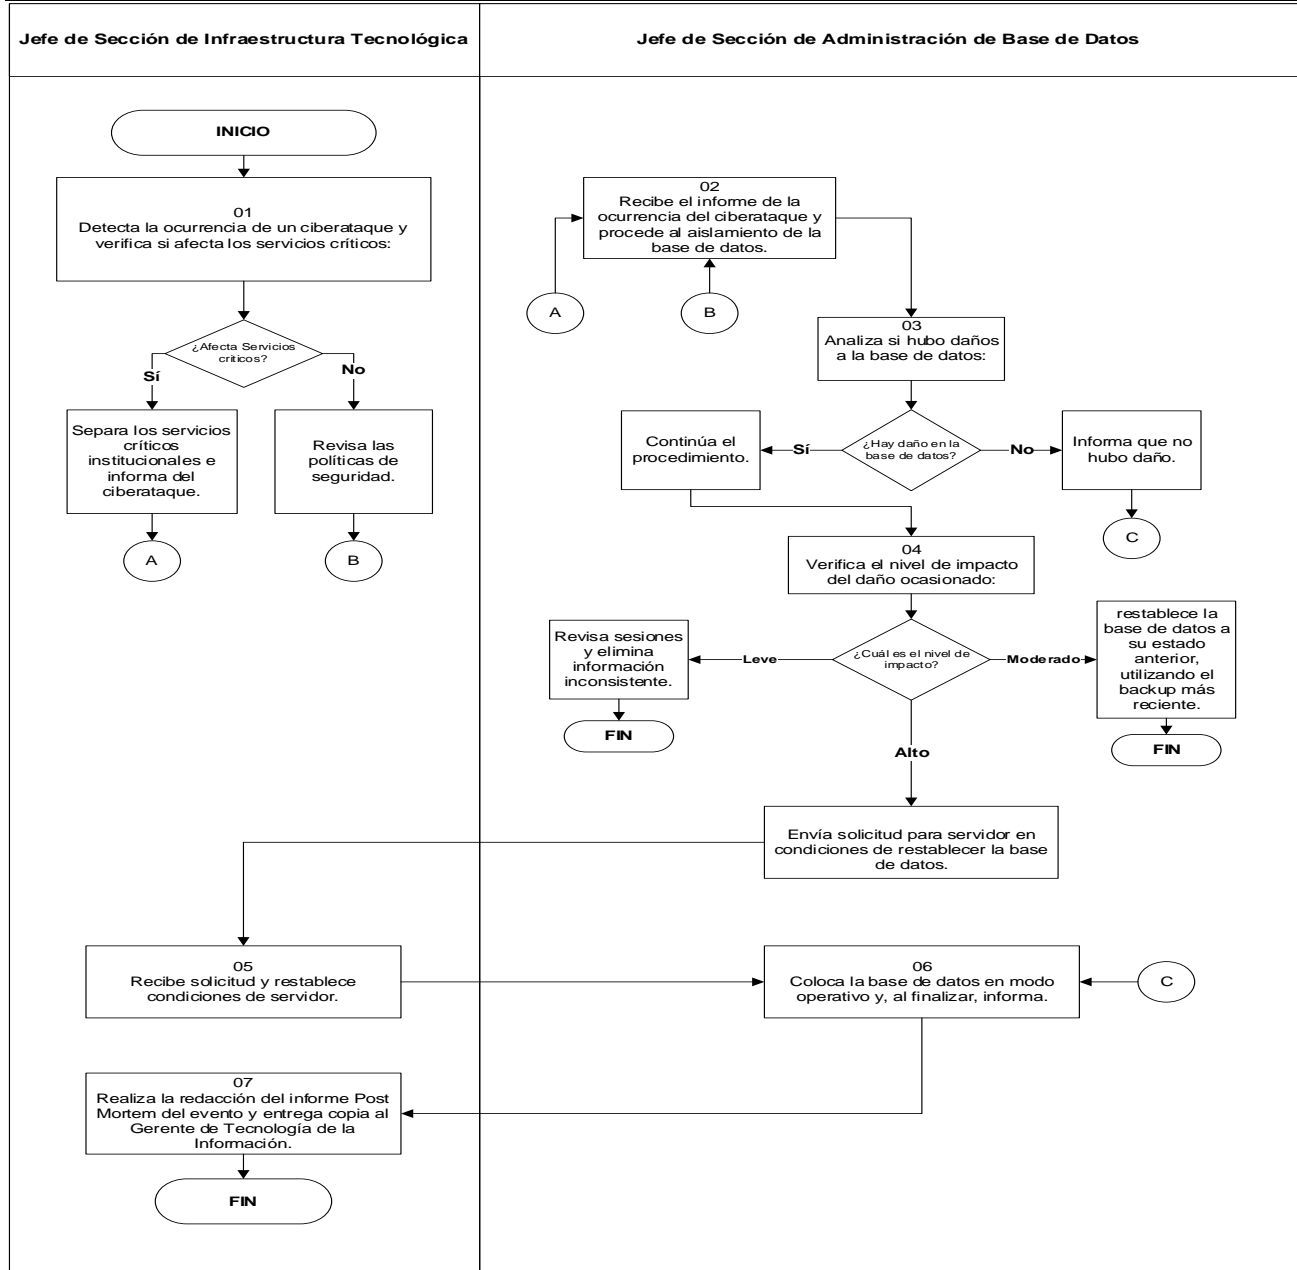 Jefe de Sección de Infraestructura Tecnológica
Jefe de Sección de Administración de Base de Datos
INICIO
01
Detecta la ocurrencia de un ciberataque y
verifica si afecta los servicios críticos:
¿Afecta Servicios
críticos?
Sí
No
Separa los servicios
críticos
institucionales e
informa del
ciberataque.
Revisa las
políticas de
seguridad.
A
B
02
Recibe el informe de la
ocurrencia del ciberataque y
procede al aislamiento de la
base de datos.
A
B
03
Analiza si hubo daños
a la base de datos:
¿Hay daño en la
base de datos?
Sí
No
Continúa el
procedimiento.
Informa que no
hubo daño.
C
04
Verifica el nivel de impacto
del daño ocasionado:
¿Cuál es el nivel de
impacto?
Leve
Moderado
Alto
Revisa sesiones
y elimina
información
inconsistente.
FIN
restablece la
base de datos a
su estado
anterior,
utilizando el
backup más
reciente.
FIN
Envía solicitud para servidor en
condiciones de restablecer la base
de datos.
05
Recibe solicitud y restablece
condiciones de servidor.
06
Coloca la base de datos en modo
operativo y, al finalizar, informa.
C
07
Realiza la redacción del informe Post
Mortem del evento y entrega copia al
Gerente de Tecnología de la
Información.
FIN